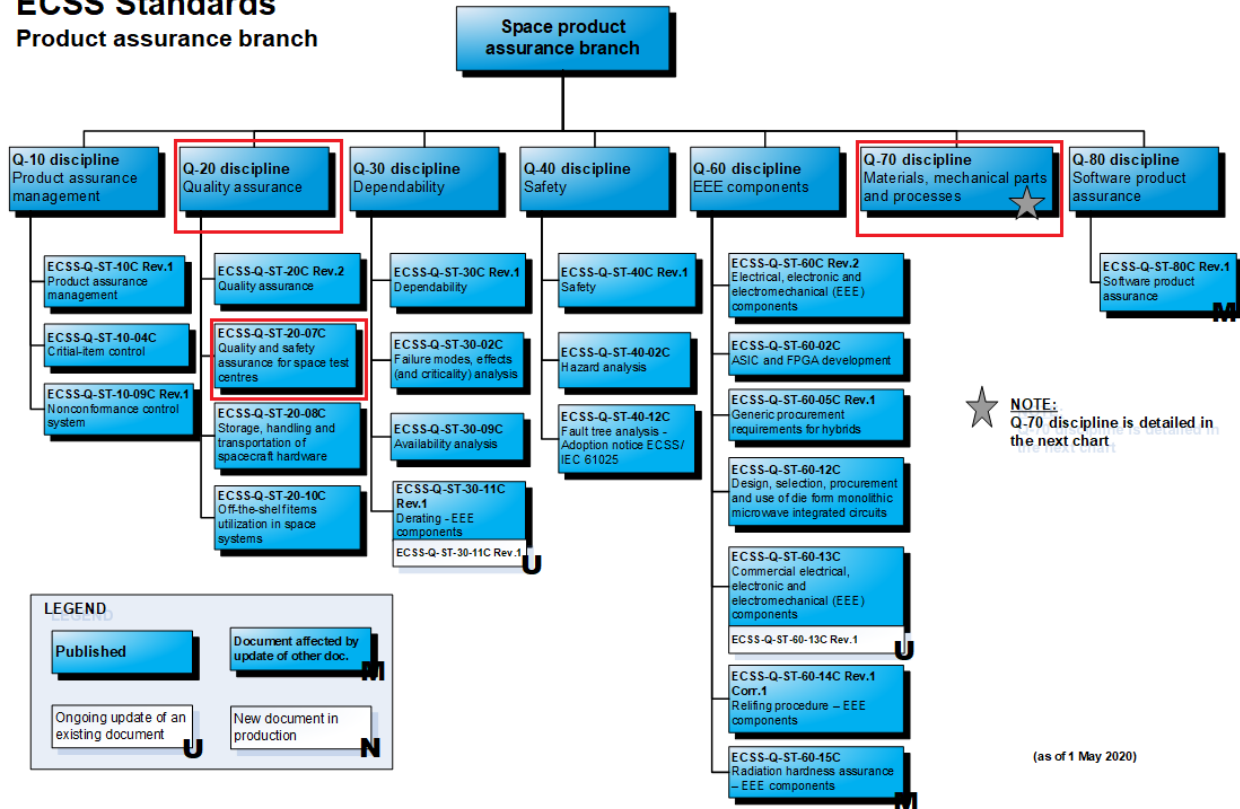 ECSS Standards
Product assurance branch
Space product
assurance branch
Q-10 discipline
Product assurance
management
Q-20 discipline
Quality assurance
Q-30 discipline
Dependability
Q-40 discipline
Safety
Q-60 discipline
EEE components
Q-70 discipline
Materials, mechanical parts
and processes
Q-80 discipline
Software product
assurance
ECSS-Q-ST-10C Rev.1
Product assurance
management
ECSS-Q-ST-10-04C
Critial-item control
ECSS-Q-ST-10-09C Rev.1
Nonconformance control
system
ECSS-Q-ST-20C Rev.2
Quality assurance
ECSS-Q-ST-20-07C
Quality and safety
assurance for space test
centres
ECSS-Q-ST-20-08C
Storage, handling and
transportation of
spacecraft hardware
ECSS-Q-ST-20-10C
Off-the-shelf items
utilization in space
systems
ECSS-Q-ST-30C Rev.1
Dependability
ECSS-Q-ST-30-02C
Failure modes, effects
(and criticality) analysis
ECSS-Q-ST-30-09C
Availability analysis
ECSS-Q-ST-30-11C
Rev.1
Derating - EEE
components
ECSS-Q-ST-30-11C Rev.1
U
ECSS-Q-ST-40C Rev.1
Safety
ECSS-Q-ST-40-02C
Hazard analysis
ECSS-Q-ST-40-12C
Fault tree analysis -
Adoption notice ECSS/
IEC 61025
ECSS-Q-ST-60C Rev.2
Electrical, electronic and
electromechanical (EEE)
components
ECSS-Q-ST-60-02C
ASIC and FPGA development
ECSS-Q-ST-60-05C Rev.1
Generic procurement
requirements for hybrids
ECSS-Q-ST-60-12C
Design, selection, procurement
and use of die form monolithic
microwave integrated circuits
ECSS-Q-ST-60-13C
Commercial electrical,
electronic and
electromechanical (EEE)
components
ECSS-Q-ST-60-13C Rev.1
U
ECSS-Q-ST-60-14C Rev.1
Corr.1
Relifing procedure – EEE
components
ECSS-Q-ST-60-15C
Radiation hardness assurance
– EEE components
M
ECSS-Q-ST-80C Rev.1
Software product
assurance
M
NOTE:
Q-70 discipline is detailed in
the next chart
LEGEND
Published
Document affected by
update of other doc.
M
Ongoing update of an
existing document
U
New document in
production
N
(as of 1 May 2020)